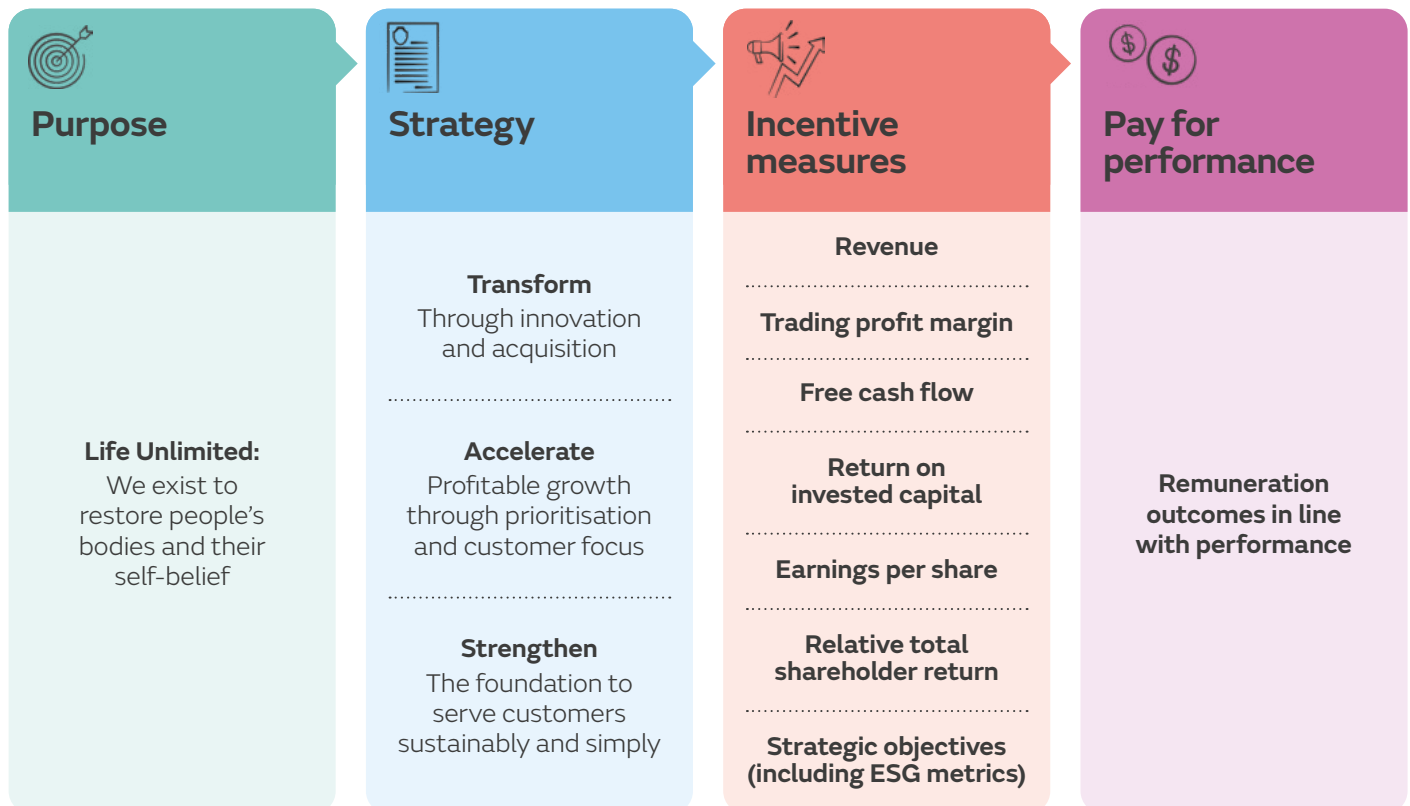 Purpose
Life Unlimited:
We exist to
restore people’s
bodies and their
self-belief
Strategy
Transform
Through innovation
and acquisition
Accelerate
Profitable growth
through prioritisation
and customer focus
Strengthen
The foundation to
serve customers
sustainably and simply
Incentive
measures
Revenue
Trading profit margin
Free cash flow
Return on
invested capital
Earnings per share
Relative total
shareholder return
Strategic objectives
(including ESG metrics)
$
$
Pay for
performance
Remuneration
outcomes in line
with performance